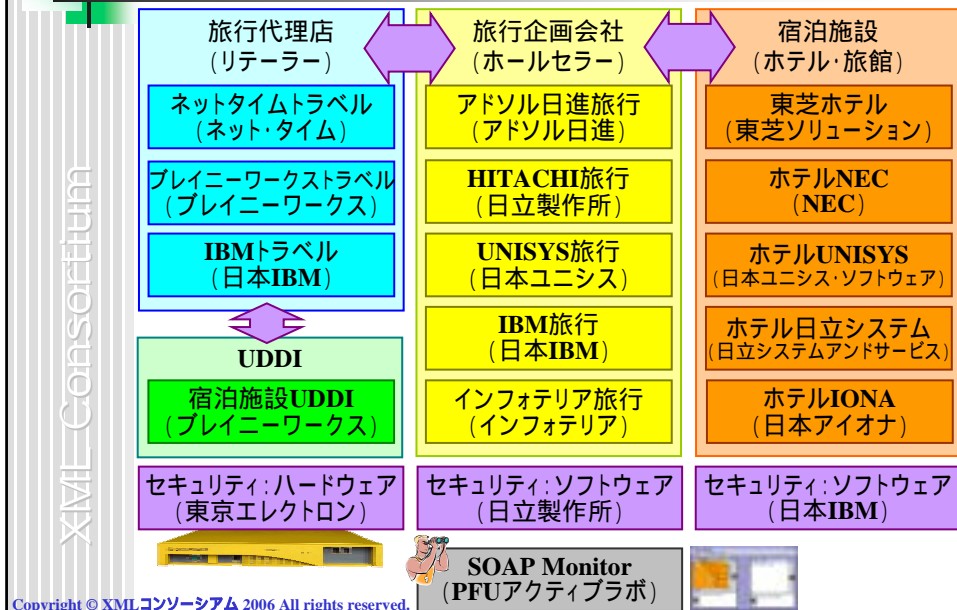 旅行代理店
(リテーラー)
ネットタイムトラベル
(ネット・タイム)
ブレイニーワークストラベル
(ブレイニーワークス)
IBMトラベル
(日本IBM)
UDDI
宿泊施設UDDI
(ブレイニーワークス)
セキュリティ:ハードウェア
(東京エレクトロン)
旅行企画会社
(ホールセラー)
アドソル日進旅行
(アドソル日進)
HITACHI旅行
(日立製作所)
UNISYS旅行
(日本ユニシス)
IBM旅行
(日本IBM)
インフォテリア旅行
(インフォテリア)
セキュリティ:ソフトウェア
(日立製作所)
SOAP Monitor
(PFUアクティブラボ)
宿泊施設
(ホテル・旅館)
東芝ホテル
(東芝ソリューション)
ホテルNEC
(NEC)
ホテルUNISYS
(日本ユニシス・ソフトウェア)
ホテル日立システム
(日立システムアンドサービス)
ホテルIONA
(日本アイオナ)
セキュリティ:ソフトウェア
(日本IBM)
XML Consortium
Copyright © XMLコンソーシアム 2006 All rights reserved.